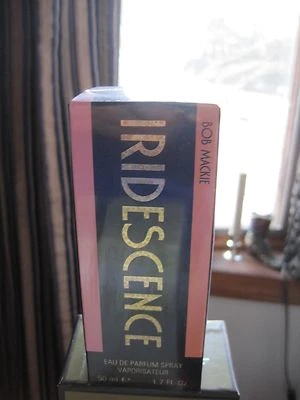 IRIDESCENCE
BOB MACKIE
EAU DE PARFUM SPRAY
VAPORISATEUR
50 ml ℮ 1.7 FL. OZ.